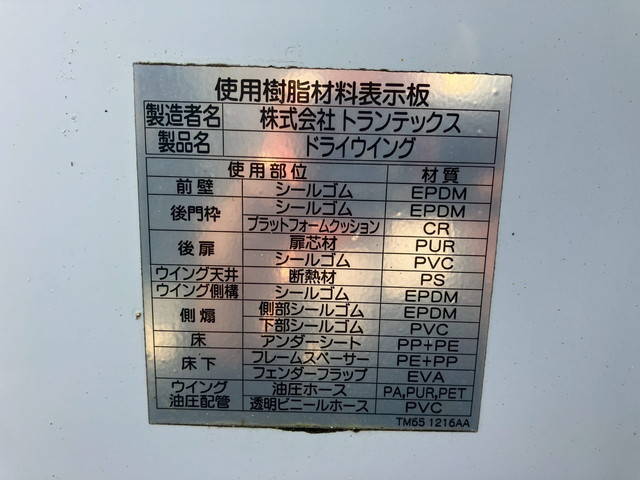 使用樹脂材料表示板
製造者名 株式会社トランテックス
製品名 ドライウイング
使用部位 材質
前壁 シールゴム EPDM
後門枠 シールゴム EPDM
プラットフォームクッション CR
後扉 扉芯材 PUR
シールゴム PVC
ウイング天井 断熱材 PS
ウイング側構 シールゴム EPDM
側煽 側部シールゴム EPDM
下部シールゴム PVC
床 アンダーシート PP+PE
床下 フレームスペーサー PE+PP
フェンダーフラップ EVA
ウイング 油圧ホース PA,PUR,PET
油圧配管 透明ビニールホース PVC
TM65 1216AA